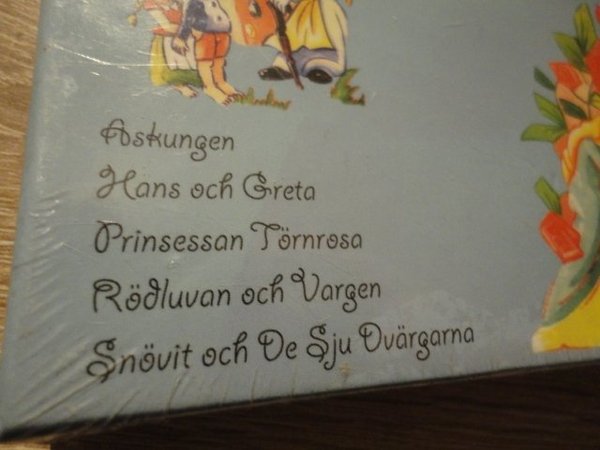 Askungen
Hans och Greta
Prinsessan Törnrosa
Rödluvan och Vargen
Snövit och De Sju Dvärgarna